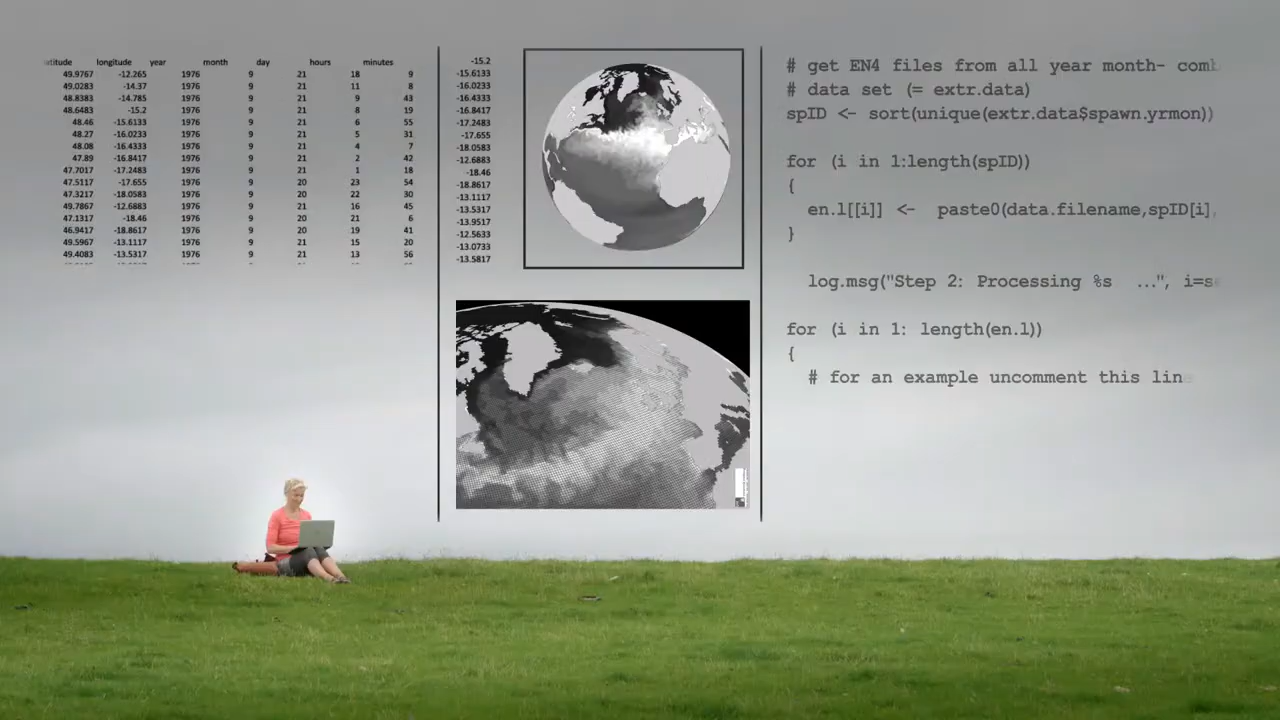 titude longitude year month day hours minutes
49.9767 -12.265 1976 9 21 18 9
49.0283 -14.37 1976 9 21 11 8
48.8383 -14.785 1976 9 21 9 43
48.6483 -15.2 1976 9 21 8 19
48.46 -15.6133 1976 9 21 6 55
48.27 -16.0233 1976 9 21 5 31
48.08 -16.4333 1976 9 21 4 7
47.89 -16.8417 1976 9 21 2 42
47.7017 -17.2483 1976 9 21 1 18
47.5117 -17.655 1976 9 20 23 54
47.3217 -18.0583 1976 9 20 22 30
49.7867 -12.6883 1976 9 21 16 45
47.1317 -18.46 1976 9 20 21 6
46.9417 -18.8617 1976 9 20 19 41
49.5967 -13.1117 1976 9 21 15 20
49.4083 -13.5317 1976 9 21 13 56
-15.2
-15.6133
-16.0233
-16.4333
-16.8417
-17.2483
-17.655
-18.0583
-12.6883
-18.46
-18.8617
-13.1117
-13.5317
-13.9517
-12.5633
-13.0733
-13.5817
# get EN4 files from all year month- comb
# data set (= extr.data)
spID <- sort(unique(extr.data$spawn.yrmon))
for (i in 1:length(spID))
{
en.l[[i]] <- paste0(data.filename,spID[i],
}
log.msg("Step 2: Processing %s ...", i=s
for (i in 1: length(en.l))
{
# for an example uncomment this lin